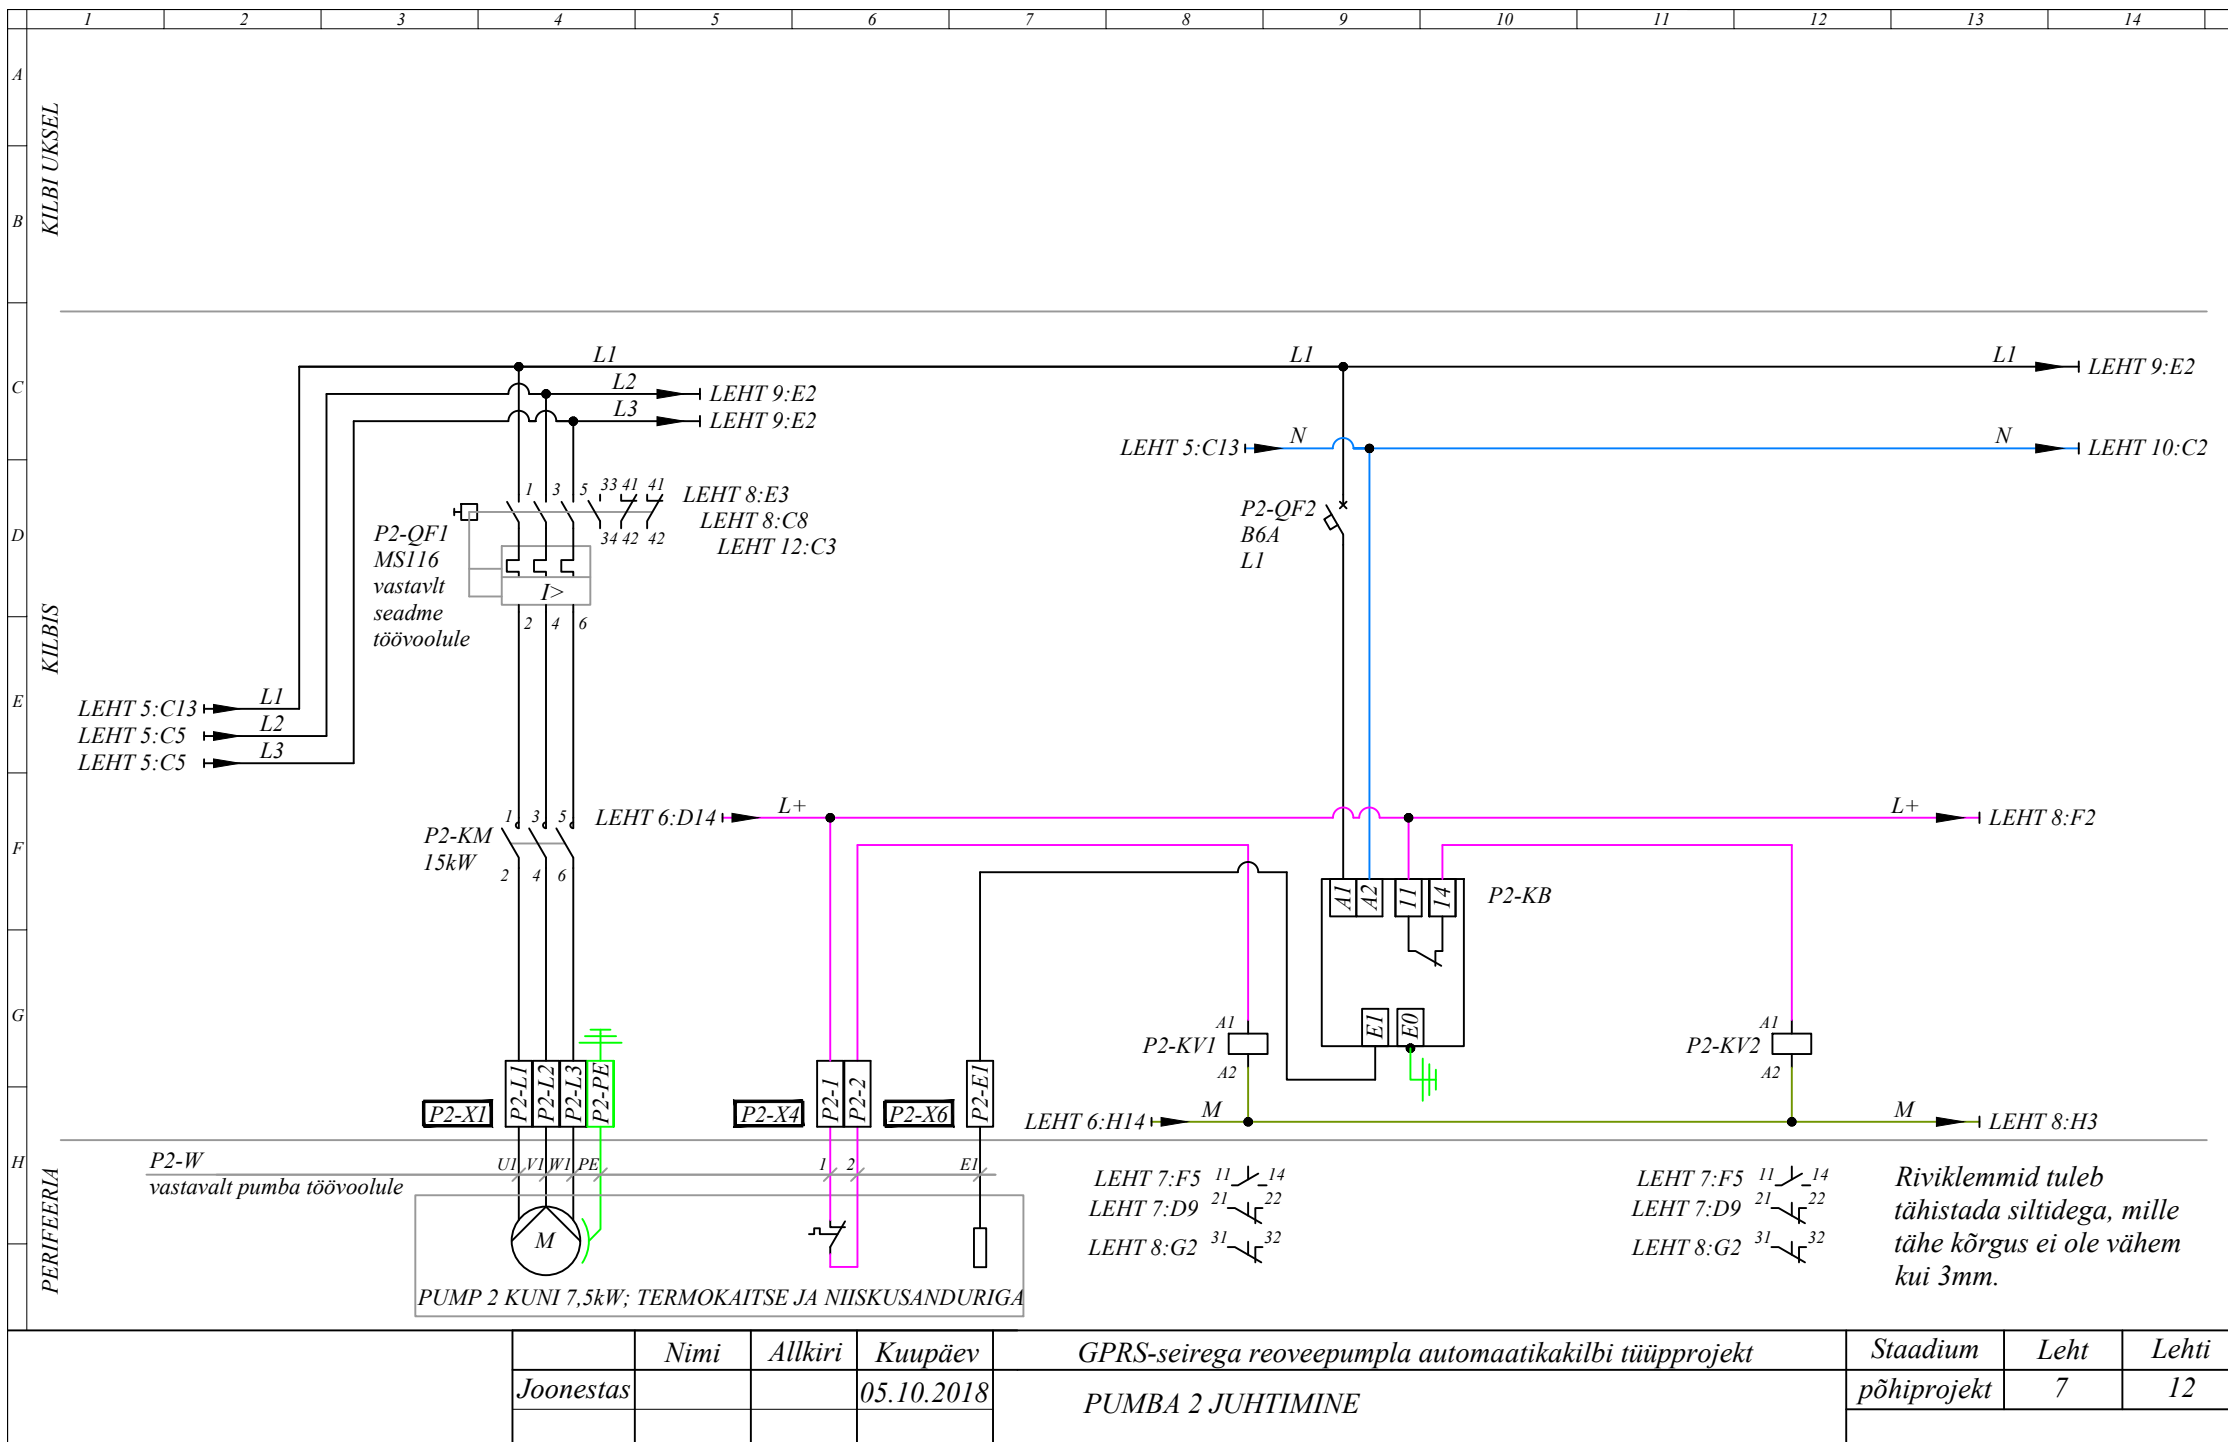 1 2 3 4 5 6 7 8 9 10 11 12 13 14
A
B
C
D
E
F
G
H
KILBI UKSEL
KILBIS
PERIFEERIA
L1 L1 L1 LEHT 9:E2
L2 LEHT 9:E2
L3 LEHT 9:E2
LEHT 5:C13 N N LEHT 10:C2
1 3 5 33 41 41
34 42 42
LEHT 8:E3
LEHT 8:C8
LEHT 12:C3
P2-QF1
MS116
vastavlt
seadme
töövoolule
I>
2 4 6
P2-QF2
B6A
L1
LEHT 5:C13 L1
LEHT 5:C5 L2
LEHT 5:C5 L3
LEHT 6:D14 L+ L+ LEHT 8:F2
1 3 5
P2-KM
15kW
2 4 6
A1 A2 11 14
P2-KB
E1 E0
A1
P2-KV1
A2
A1
P2-KV2
A2
P2-X1 P2-L1 P2-L2 P2-L3 P2-PE
P2-X4 P2-1 P2-2
P2-X6 P2-E1
LEHT 6:H14 M M LEHT 8:H3
P2-W
vastavalt pumba töövoolule
U1 V1 W1 PE 1 2 E1
M
PUMP 2 KUNI 7,5kW; TERMOKAITSE JA NIISKUSANDURIGA
LEHT 7:F5 11 14
LEHT 7:D9 21 22
LEHT 8:G2 31 32
LEHT 7:F5 11 14
LEHT 7:D9 21 22
LEHT 8:G2 31 32
Riviklemmid tuleb
tähistada siltidega, mille
tähe kõrgus ei ole vähem
kui 3mm.
Nimi Allkiri Kuupäev
Joonestas 05.10.2018
GPRS-seirega reoveepumpla automaatikakilbi tüüpprojekt
PUMBA 2 JUHTIMINE
Staadium Leht Lehti
põhiprojekt 7 12